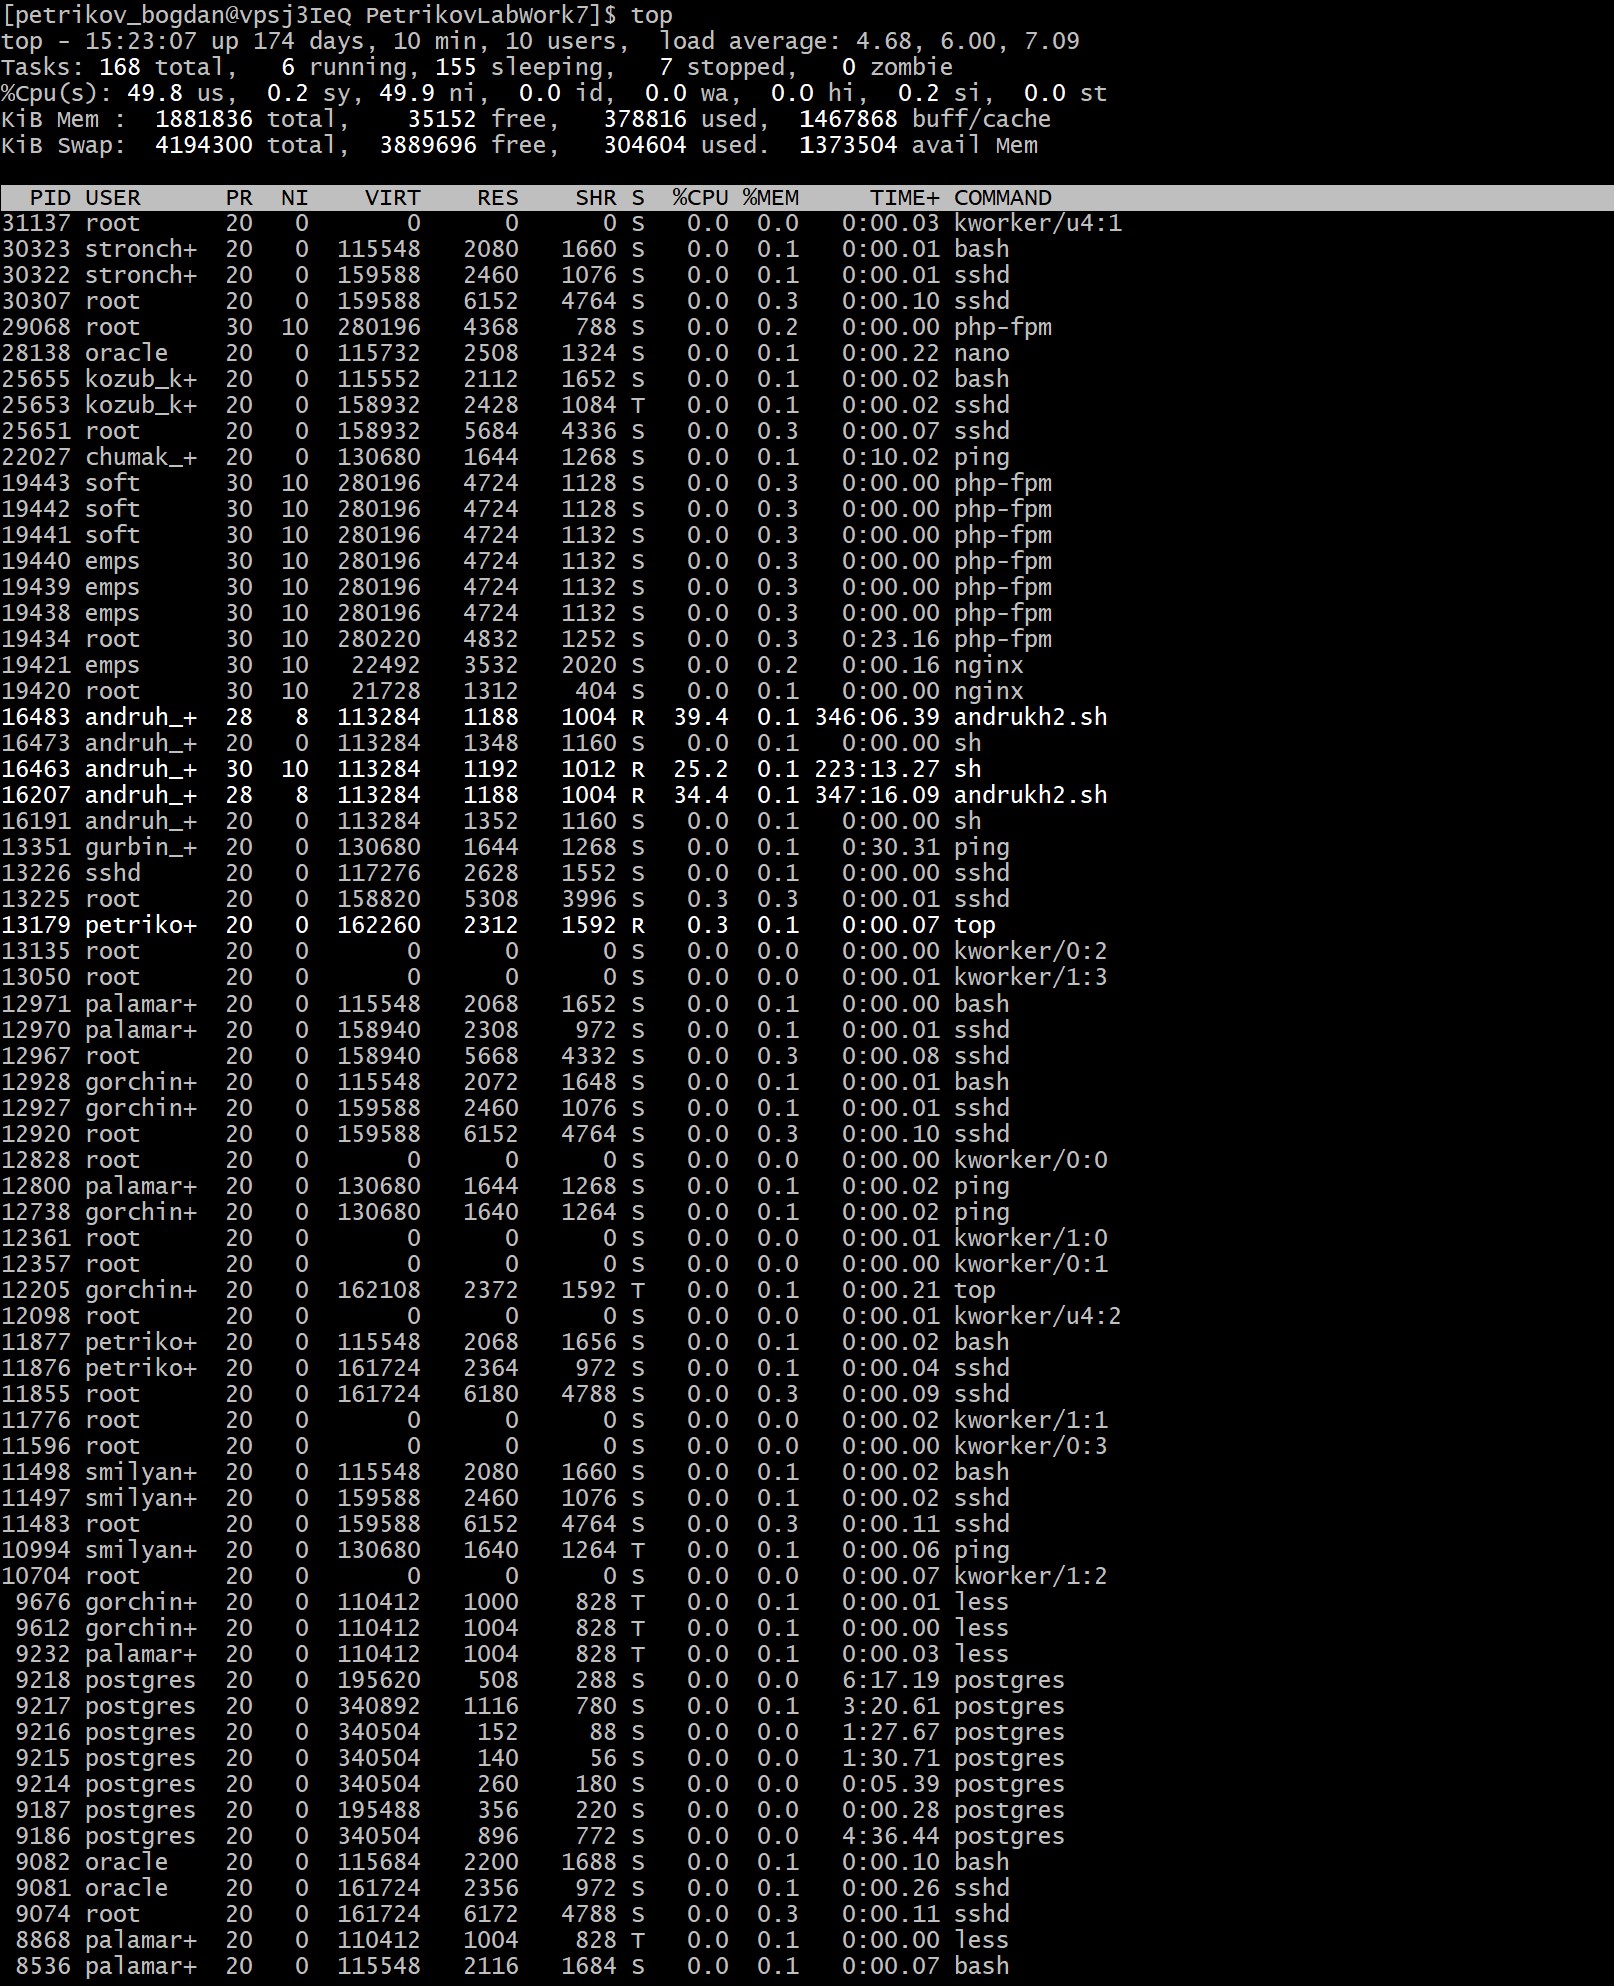 [petrikov_bogdan@vpsj3IeQ PetrikovLabWork7]$ top
top - 15:23:07 up 174 days, 10 min, 10 users,  load average: 4.68, 6.00, 7.09
Tasks: 168 total,   6 running, 155 sleeping,   7 stopped,   0 zombie
%Cpu(s): 49.8 us,  0.2 sy, 49.9 ni,  0.0 id,  0.0 wa,  0.0 hi,  0.2 si,  0.0 st
KiB Mem :  1881836 total,    35152 free,   378816 used,  1467868 buff/cache
KiB Swap:  4194300 total,  3889696 free,   304604 used.  1373504 avail Mem
PID USER      PR  NI    VIRT    RES    SHR S  %CPU %MEM     TIME+ COMMAND
31137 root      20   0       0      0      0 S   0.0  0.0   0:00.03 kworker/u4:1
30323 stronch+  20   0  115548   2080   1660 S   0.0  0.1   0:00.01 bash
30322 stronch+  20   0  159588   2460   1076 S   0.0  0.1   0:00.01 sshd
30307 root      20   0  159588   6152   4764 S   0.0  0.3   0:00.10 sshd
29068 root      30  10  280196   4368    788 S   0.0  0.2   0:00.00 php-fpm
28138 oracle    20   0  115732   2508   1324 S   0.0  0.1   0:00.22 nano
25655 kozub_k+  20   0  115552   2112   1652 S   0.0  0.1   0:00.02 bash
25653 kozub_k+  20   0  158932   2428   1084 T   0.0  0.1   0:00.02 sshd
25651 root      20   0  158932   5684   4336 S   0.0  0.3   0:00.07 sshd
22027 chumak_+  20   0  130680   1644   1268 S   0.0  0.1   0:10.02 ping
19443 soft      30  10  280196   4724   1128 S   0.0  0.3   0:00.00 php-fpm
19442 soft      30  10  280196   4724   1128 S   0.0  0.3   0:00.00 php-fpm
19441 soft      30  10  280196   4724   1132 S   0.0  0.3   0:00.00 php-fpm
19440 emps      30  10  280196   4724   1132 S   0.0  0.3   0:00.00 php-fpm
19439 emps      30  10  280196   4724   1132 S   0.0  0.3   0:00.00 php-fpm
19438 emps      30  10  280196   4724   1132 S   0.0  0.3   0:00.00 php-fpm
19434 root      30  10  280220   4832   1252 S   0.0  0.3   0:23.16 php-fpm
19421 emps      30  10   22492   3532   2020 S   0.0  0.2   0:00.16 nginx
19420 root      30  10   21728   1312    404 S   0.0  0.1   0:00.00 nginx
16483 andruh_+  28   8  113284   1188   1004 R  39.4  0.1 346:06.39 andrukh2.sh
16473 andruh_+  20   0  113284   1348   1160 S   0.0  0.1   0:00.00 sh
16463 andruh_+  30  10  113284   1192   1012 R  25.2  0.1 223:13.27 sh
16207 andruh_+  28   8  113284   1188   1004 R  34.4  0.1 347:16.09 andrukh2.sh
16191 andruh_+  20   0  113284   1352   1160 S   0.0  0.1   0:00.00 sh
13351 gurbin_+  20   0  130680   1644   1268 S   0.0  0.1   0:30.31 ping
13226 sshd      20   0  117276   2628   1552 S   0.0  0.1   0:00.00 sshd
13225 root      20   0  158820   5308   3996 S   0.3  0.3   0:00.01 sshd
13179 petriko+  20   0  162260   2312   1592 R   0.3  0.1   0:00.07 top
13135 root      20   0       0      0      0 S   0.0  0.0   0:00.00 kworker/0:2
13050 root      20   0       0      0      0 S   0.0  0.0   0:00.01 kworker/1:3
12971 palamar+  20   0  115548   2068   1652 S   0.0  0.1   0:00.00 bash
12970 palamar+  20   0  158940   2308    972 S   0.0  0.1   0:00.01 sshd
12967 root      20   0  158940   5668   4332 S   0.0  0.3   0:00.08 sshd
12928 gorchin+  20   0  115548   2072   1648 S   0.0  0.1   0:00.01 bash
12927 gorchin+  20   0  159588   2460   1076 S   0.0  0.1   0:00.01 sshd
12920 root      20   0  159588   6152   4764 S   0.0  0.3   0:00.10 sshd
12828 root      20   0       0      0      0 S   0.0  0.0   0:00.00 kworker/0:0
12800 palamar+  20   0  130680   1644   1268 S   0.0  0.1   0:00.02 ping
12738 gorchin+  20   0  130680   1640   1264 S   0.0  0.1   0:00.02 ping
12361 root      20   0       0      0      0 S   0.0  0.0   0:00.01 kworker/1:0
12357 root      20   0       0      0      0 S   0.0  0.0   0:00.00 kworker/0:1
12205 gorchin+  20   0  162108   2372   1592 T   0.0  0.1   0:00.21 top
12098 root      20   0       0      0      0 S   0.0  0.0   0:00.01 kworker/u4:2
11877 petriko+  20   0  115548   2068   1656 S   0.0  0.1   0:00.02 bash
11876 petriko+  20   0  161724   2364    972 S   0.0  0.1   0:00.04 sshd
11855 root      20   0  161724   6180   4788 S   0.0  0.3   0:00.09 sshd
11776 root      20   0       0      0      0 S   0.0  0.0   0:00.02 kworker/1:1
11596 root      20   0       0      0      0 S   0.0  0.0   0:00.00 kworker/0:3
11498 smilyan+  20   0  115548   2080   1660 S   0.0  0.1   0:00.02 bash
11497 smilyan+  20   0  159588   2460   1076 S   0.0  0.1   0:00.02 sshd
11483 root      20   0  159588   6152   4764 S   0.0  0.3   0:00.11 sshd
10994 smilyan+  20   0  130680   1640   1264 T   0.0  0.1   0:00.06 ping
10704 root      20   0       0      0      0 S   0.0  0.0   0:00.07 kworker/1:2
9676 gorchin+  20   0  110412   1000    828 T   0.0  0.1   0:00.01 less
9612 gorchin+  20   0  110412   1004    828 T   0.0  0.1   0:00.00 less
9232 palamar+  20   0  110412   1004    828 T   0.0  0.1   0:00.03 less
9218 postgres  20   0  195620    508    288 S   0.0  0.0   6:17.19 postgres
9217 postgres  20   0  340892   1116    780 S   0.0  0.1   3:20.61 postgres
9216 postgres  20   0  340504    152     88 S   0.0  0.0   1:27.67 postgres
9215 postgres  20   0  340504    140     56 S   0.0  0.0   1:30.71 postgres
9214 postgres  20   0  340504    260    180 S   0.0  0.0   0:05.39 postgres
9187 postgres  20   0  195488    356    220 S   0.0  0.0   0:00.28 postgres
9186 postgres  20   0  340504    896    772 S   0.0  0.0   4:36.44 postgres
9082 oracle    20   0  115684   2200   1688 S   0.0  0.1   0:00.10 bash
9081 oracle    20   0  161724   2356    972 S   0.0  0.1   0:00.26 sshd
9074 root      20   0  161724   6172   4788 S   0.0  0.3   0:00.11 sshd
8868 palamar+  20   0  110412   1004    828 T   0.0  0.1   0:00.00 less
8536 palamar+  20   0  115548   2116   1684 S   0.0  0.1   0:00.07 bash